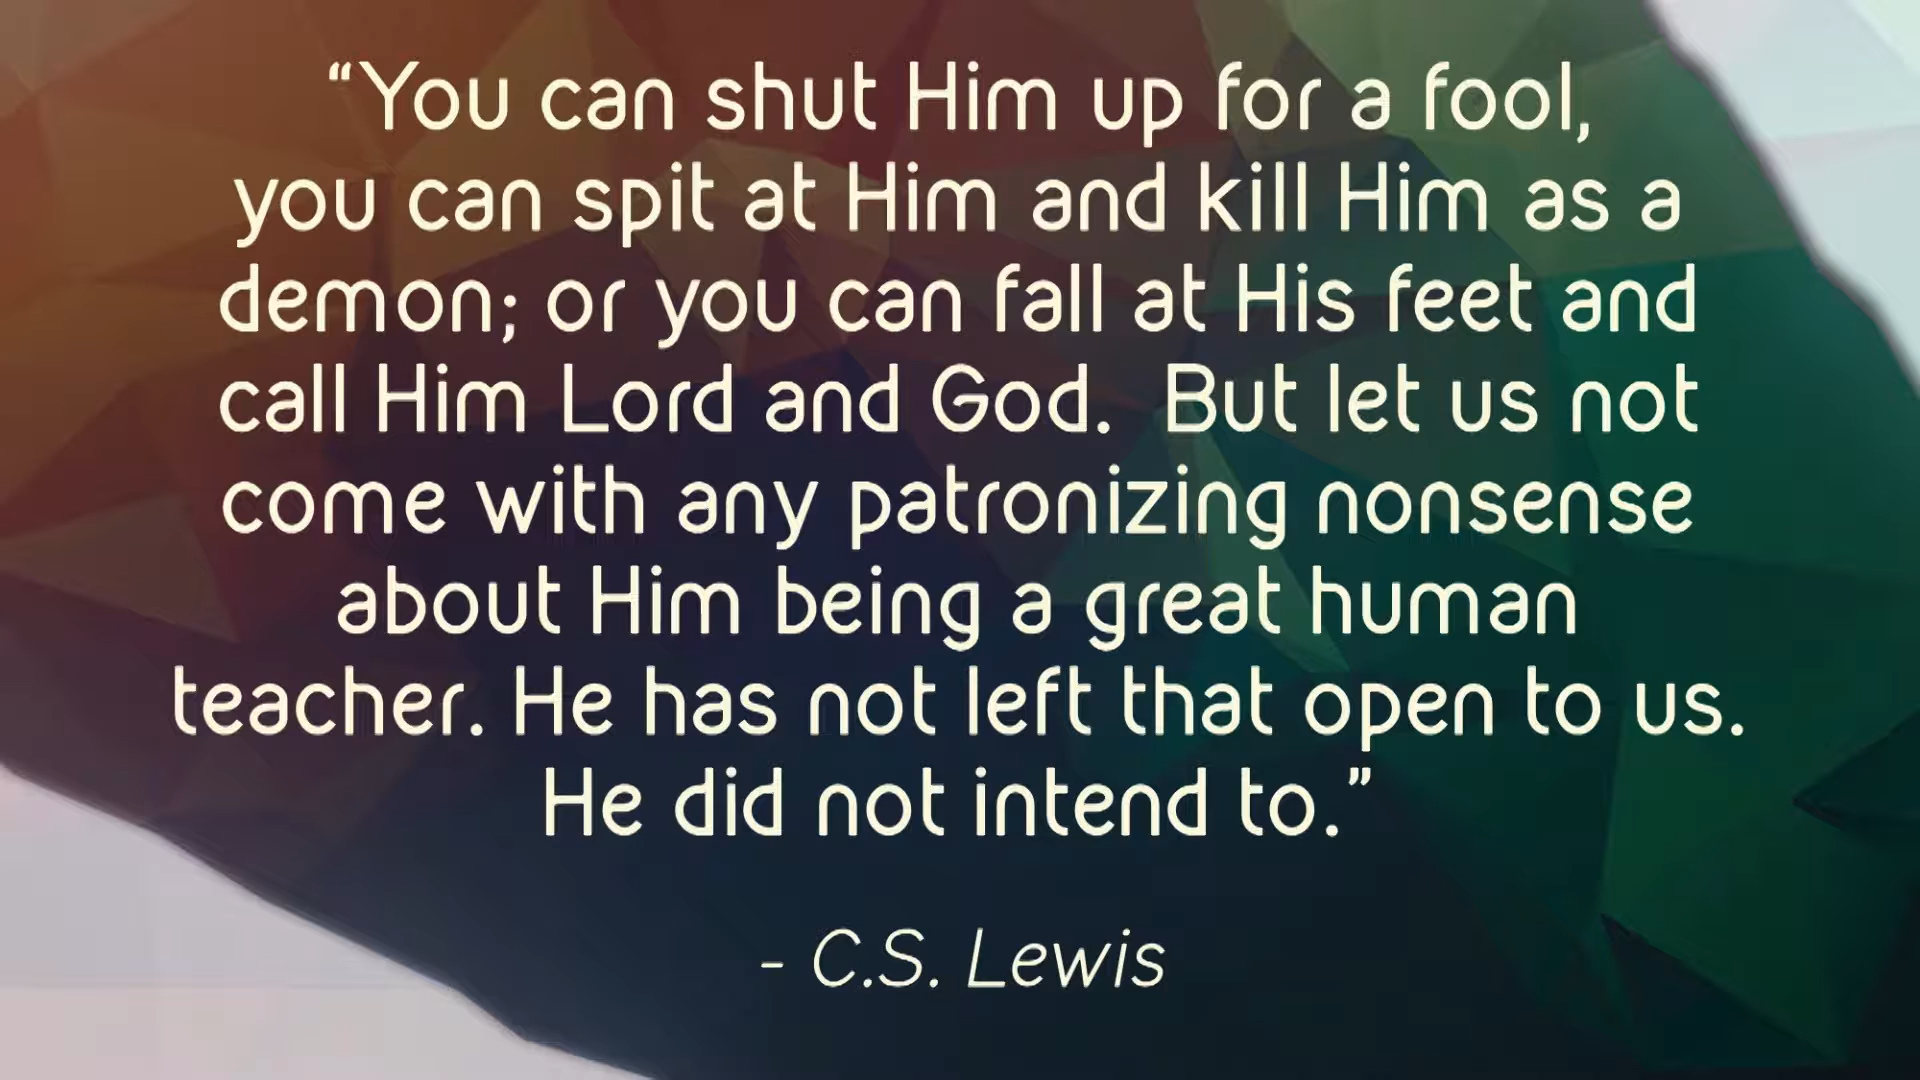 “You can shut Him up for a fool,
you can spit at Him and kill Him as a
demon; or you can fall at His feet and
call Him Lord and God.  But let us not
come with any patronizing nonsense
about Him being a great human
teacher. He has not left that open to us.
He did not intend to.”
- C.S. Lewis